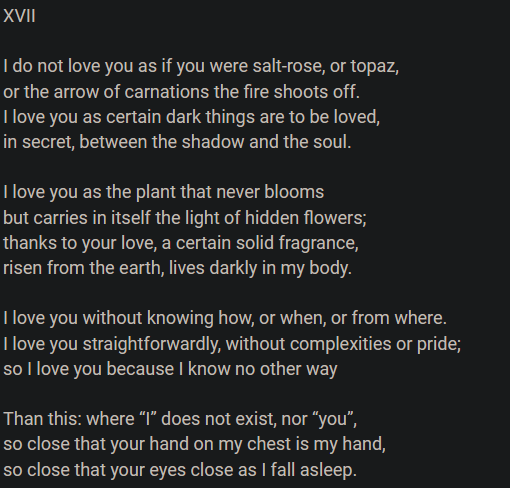 XVII
I do not love you as if you were salt-rose, or topaz,
or the arrow of carnations the fire shoots off.
I love you as certain dark things are to be loved,
in secret, between the shadow and the soul.
I love you as the plant that never blooms
but carries in itself the light of hidden flowers;
thanks to your love, a certain solid fragrance,
risen from the earth, lives darkly in my body.
I love you without knowing how, or when, or from where.
I love you straightforwardly, without complexities or pride;
so I love you because I know no other way
Than this: where “I” does not exist, nor “you”,
so close that your hand on my chest is my hand,
so close that your eyes close as I fall asleep.